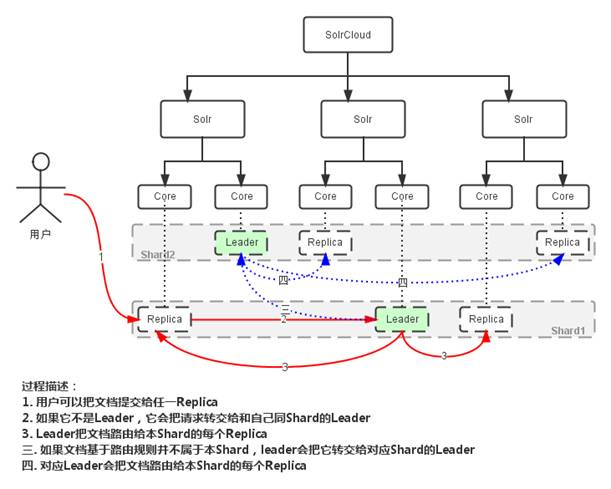 SolrCloud
Solr Solr Solr
Core Core Core Core Core Core
用户
Leader Replica Replica
Shard2
1
四 四
三
2
Replica Leader Replica
Shard1
3 3
过程描述：
1. 用户可以把文档提交给任一Replica
2. 如果它不是Leader，它会把请求转交给和自己同Shard的Leader
3. Leader把文档路由给本Shard的每个Replica
三. 如果文档基于路由规则并不属于本Shard，leader会把它转交给对应Shard的Leader
四. 对应Leader会把文档路由给本Shard的每个Replica